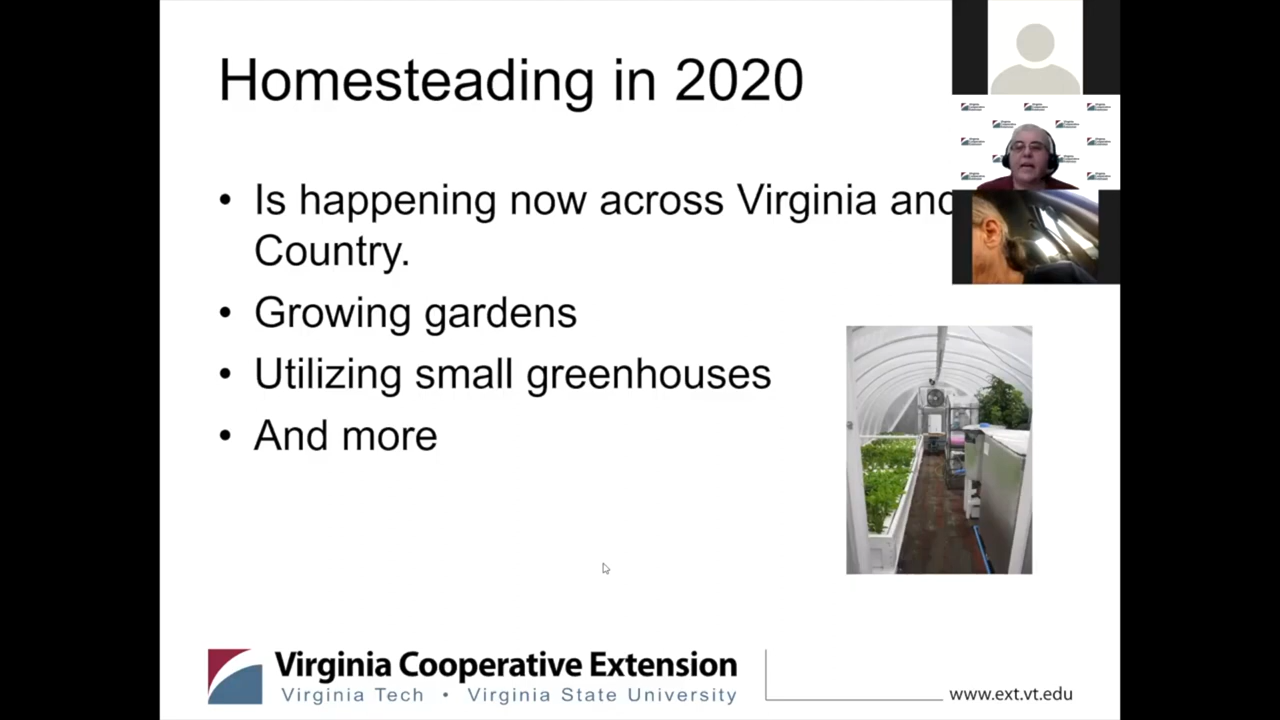 Homesteading in 2020
• Is happening now across Virginia and
Country.
• Growing gardens
• Utilizing small greenhouses
• And more
Virginia Cooperative Extension
Virginia Tech • Virginia State University
www.ext.vt.edu